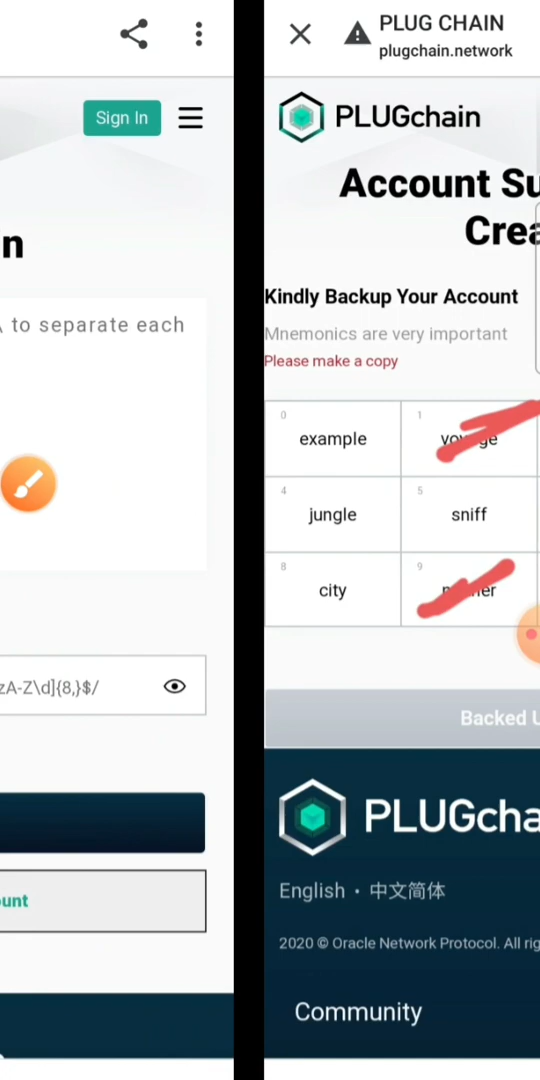 Sign In
n
to separate each
zA-Z\d]{8,}$/
unt
PLUG CHAIN
plugchain.network
PLUGchain
Account Su
Crea
Kindly Backup Your Account
Mnemonics are very important
Please make a copy
0
example
1
4
jungle
5
sniff
8
city
9
Backed U
PLUGcha
English • 中文简体
2020 © Oracle Network Protocol. All rig
Community